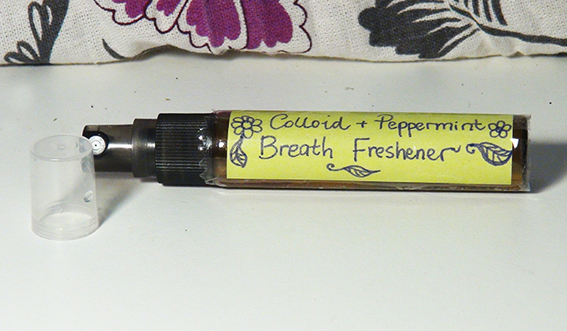 Colloid + Peppermint
Breath Freshener